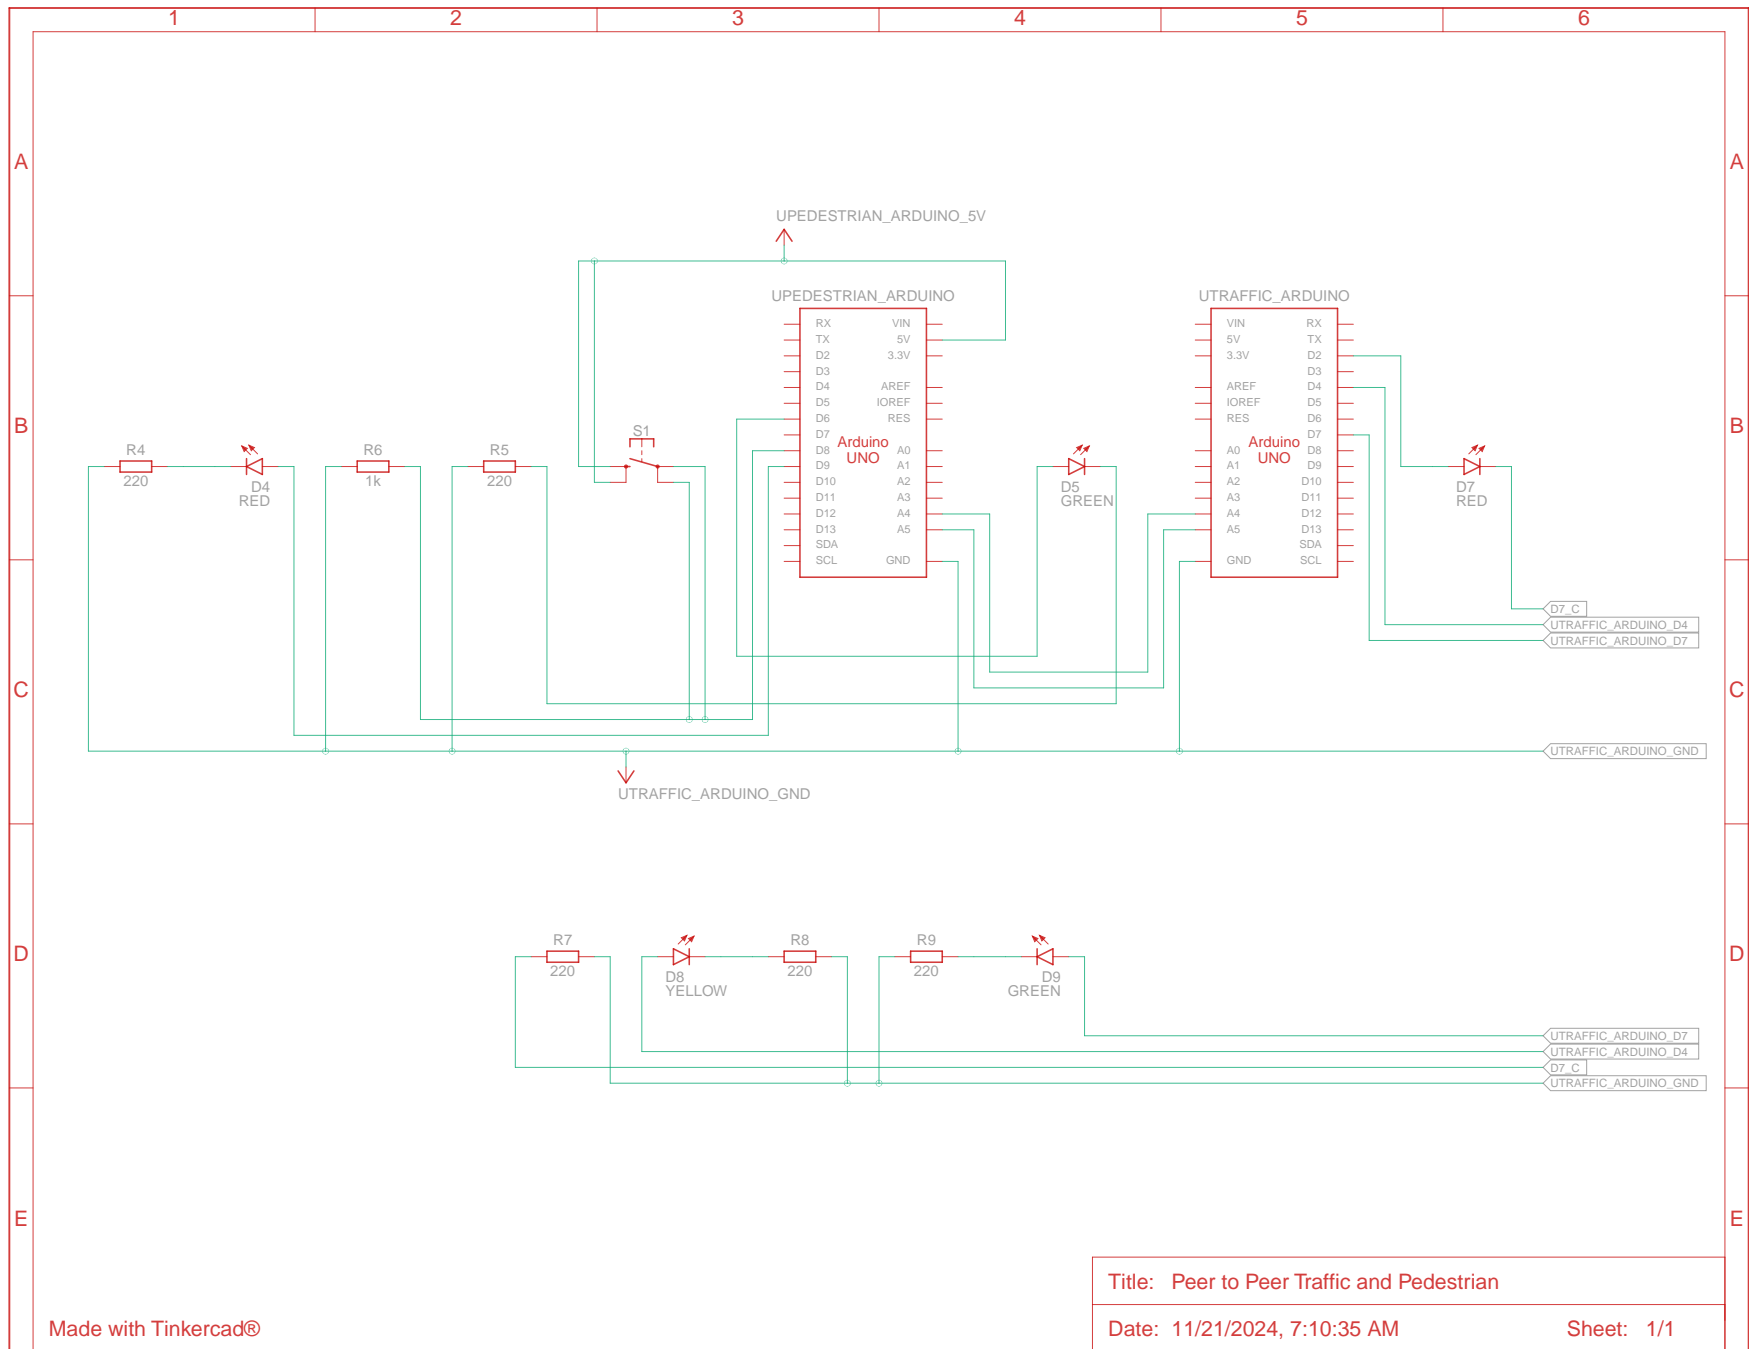 1 2 3 4 5 6
A A
UPEDESTRIAN_ARDUINO_5V
UPEDESTRIAN_ARDUINO
RX VIN
TX 5V
D2 3.3V
D3
D4 AREF
D5 IOREF
D6 RES
D7
D8 A0
D9 A1
D10 A2
D11 A3
D12 A4
D13 A5
SDA
SCL GND
Arduino
UNO
UTRAFFIC_ARDUINO
VIN RX
5V TX
3.3V D2
D3
AREF D4
IOREF D5
RES D6
D7
A0 D8
A1 D9
A2 D10
A3 D11
A4 D12
A5 D13
SDA
GND SCL
Arduino
UNO
B B
R4
220
D4
RED
R6
1k
R5
220
S1
D5
GREEN
D7
RED
D7_C
UTRAFFIC_ARDUINO_D4
UTRAFFIC_ARDUINO_D7
C C
UTRAFFIC_ARDUINO_GND
UTRAFFIC_ARDUINO_GND
D D
R7
220
D8
YELLOW
R8
220
R9
220
D9
GREEN
UTRAFFIC_ARDUINO_D7
UTRAFFIC_ARDUINO_D4
D7_C
UTRAFFIC_ARDUINO_GND
E E
Title: Peer to Peer Traffic and Pedestrian
Made with Tinkercad®
Date: 11/21/2024, 7:10:35 AM Sheet: 1/1